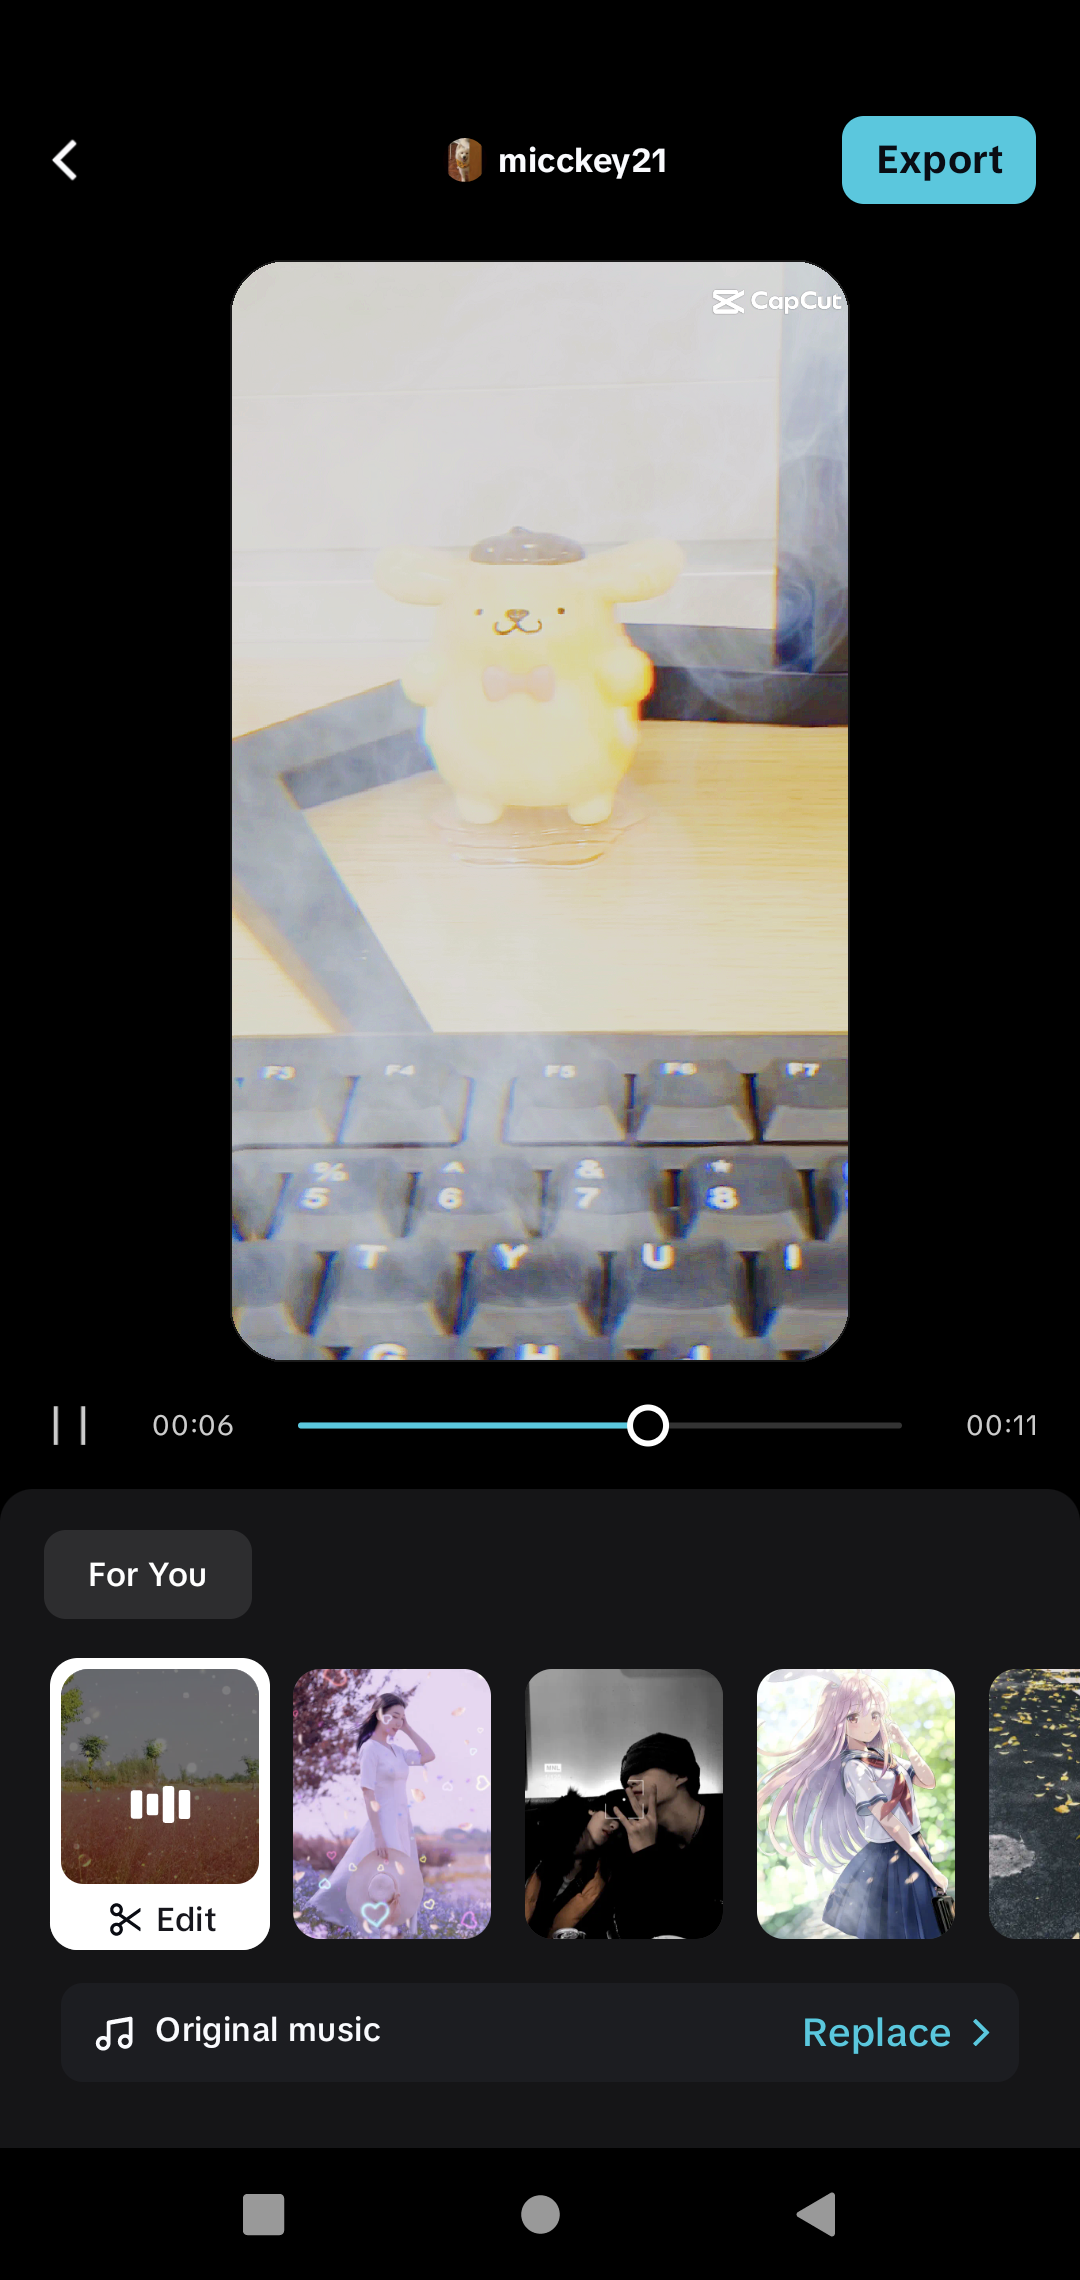 micckey21
Export
CapCut
F3 F4 F5 F6 F7
% ^ & *
5 6 7 8
T Y U I
G H J
00:06
00:11
For You
Edit
Original music
Replace